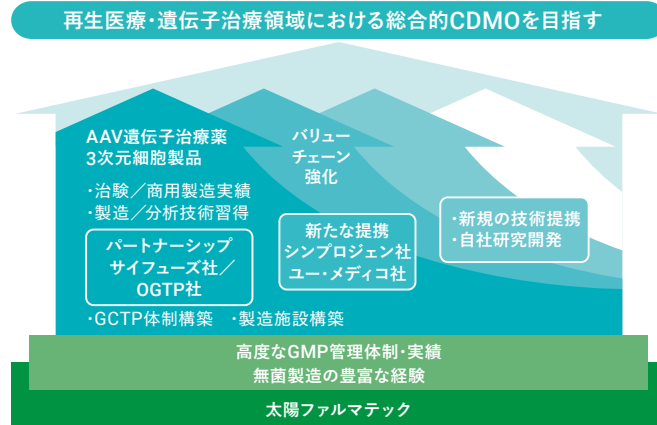 再生医療・遺伝子治療領域における総合的CDMOを目指す
AAV遺伝子治療薬
3次元細胞製品
・治験／商用製造実績
・製造／分析技術習得
パートナーシップ
サイフューズ社／
OGTP社
・GCTP体制構築 ・製造施設構築
バリュー
チェーン
強化
新たな提携
シンプロジェン社
ユー・メディコ社
・新規の技術提携
・自社研究開発
高度なGMP管理体制・実績
無菌製造の豊富な経験
太陽ファルマテック